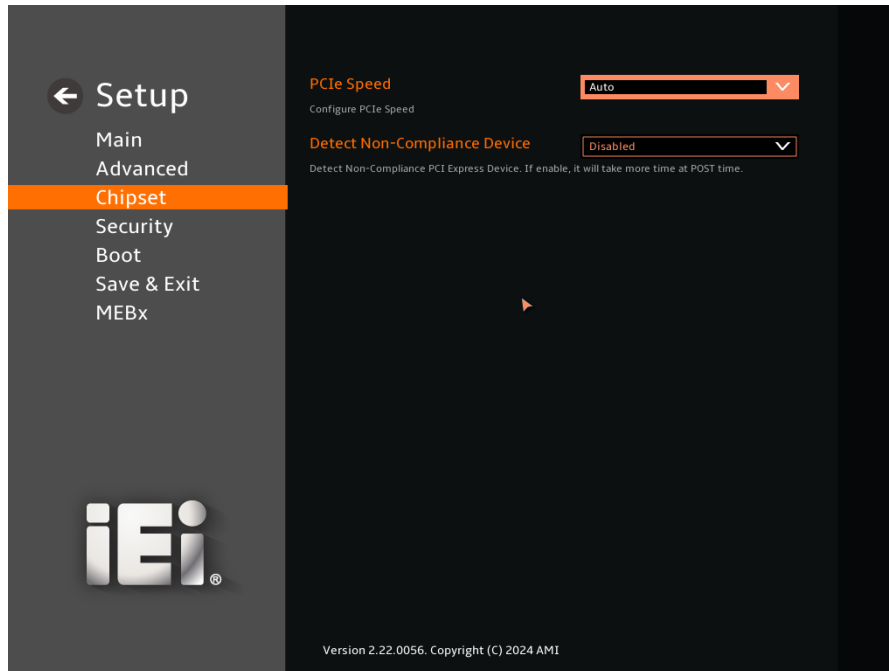 Setup
Main
Advanced
Chipset
Security
Boot
Save & Exit
MEBx
PCIe Speed
Auto
Configure PCIe Speed
Detect Non-Compliance Device
Disabled
Detect Non-Compliance PCI Express Device. If enable, it will take more time at POST time.
iEi®
Version 2.22.0056. Copyright (C) 2024 AMI